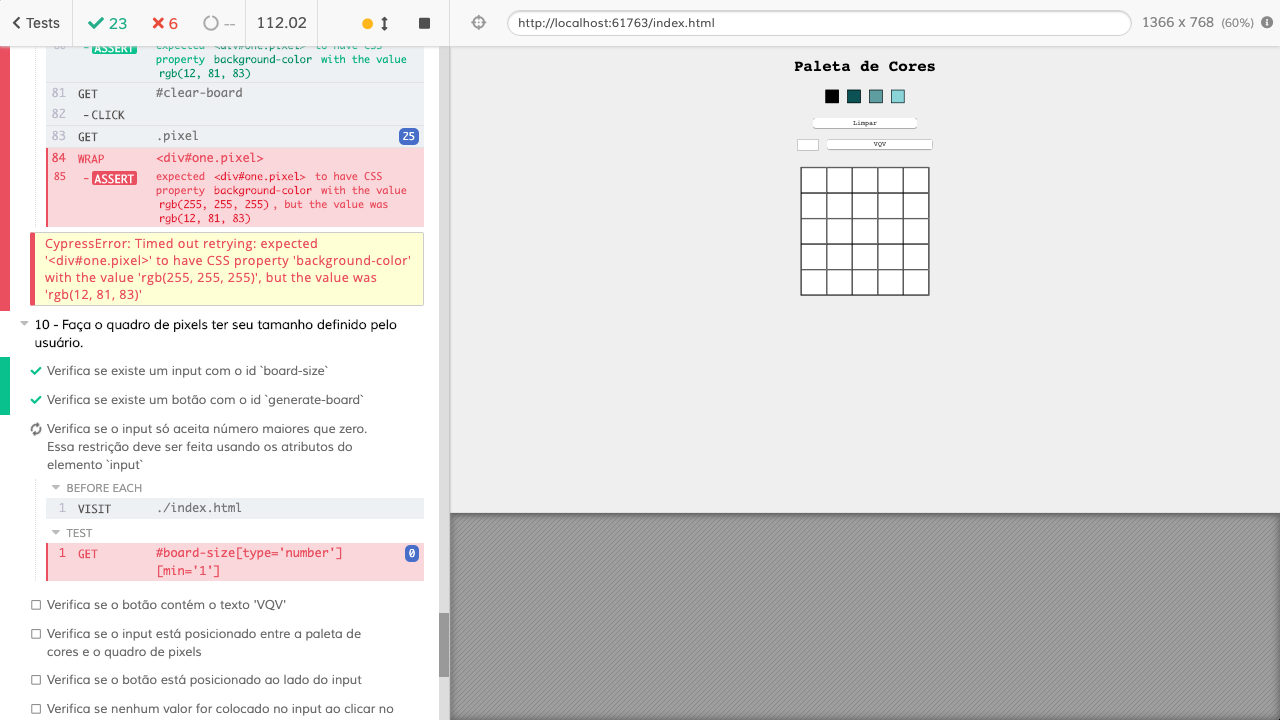 Tests
23
6
--
112.02
http://localhost:61763/index.html
1366 x 768 (60%)
- ASSERT expected <div#one.pixel> to have CSS
property background-color with the value
rgb(12, 81, 83)
81 GET #clear-board
82 - CLICK
83 GET .pixel 25
84 WRAP <div#one.pixel>
85 - ASSERT expected <div#one.pixel> to have CSS
property background-color with the value
rgb(255, 255, 255), but the value was
rgb(12, 81, 83)
CypressError: Timed out retrying: expected
'<div#one.pixel>' to have CSS property 'background-color'
with the value 'rgb(255, 255, 255)', but the value was
'rgb(12, 81, 83)'
10 - Faça o quadro de pixels ter seu tamanho definido pelo
usuário.
Verifica se existe um input com o id `board-size`
Verifica se existe um botão com o id `generate-board`
Verifica se o input só aceita número maiores que zero.
Essa restrição deve ser feita usando os atributos do
elemento `input`
BEFORE EACH
1 VISIT ./index.html
TEST
1 GET #board-size[type='number'] 0
[min='1']
Verifica se o botão contém o texto 'VQV'
Verifica se o input está posicionado entre a paleta de
cores e o quadro de pixels
Verifica se o botão está posicionado ao lado do input
Verifica se nenhum valor for colocado no input ao clicar no
Paleta de Cores
Limpar
VQV